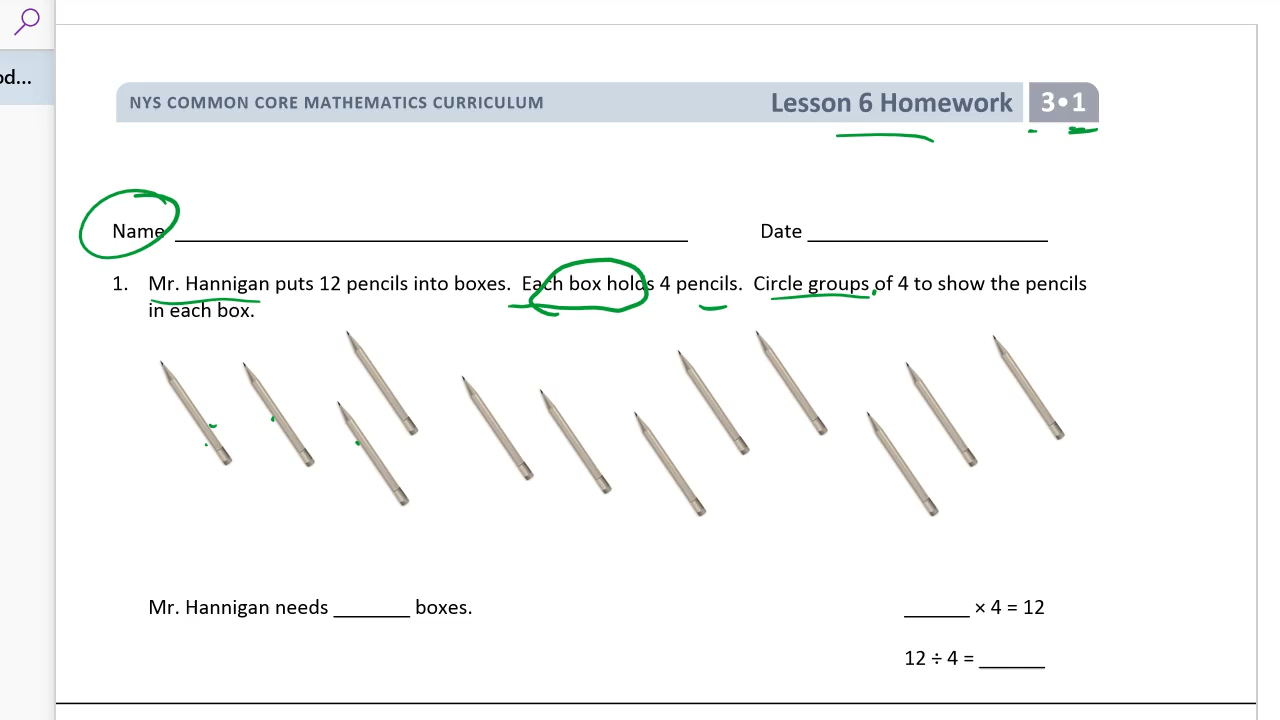 od...
NYS COMMON CORE MATHEMATICS CURRICULUM Lesson 6 Homework 3•1
Name Date
1. Mr. Hannigan puts 12 pencils into boxes. Each box holds 4 pencils. Circle groups of 4 to show the pencils
in each box.
Mr. Hannigan needs _______ boxes. ______ × 4 = 12
12 ÷ 4 = ______